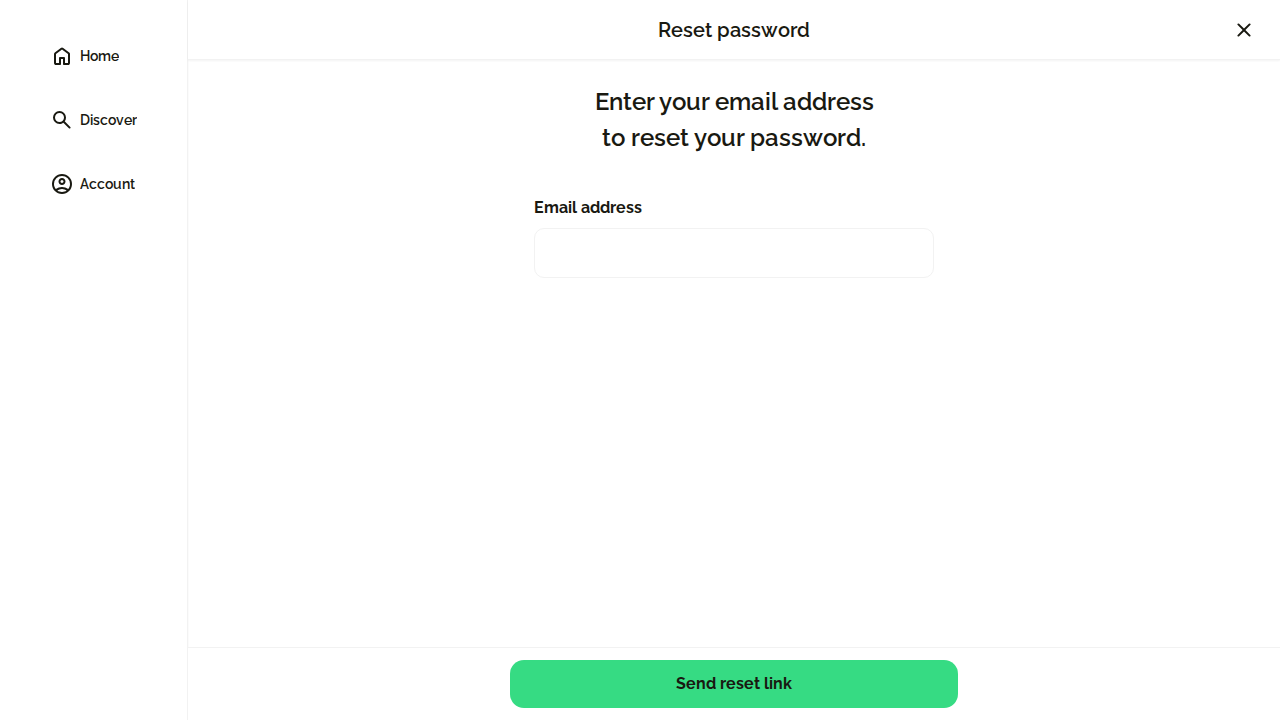 Home
Discover
Account
Reset password
Enter your email address
to reset your password.
Email address
Send reset link